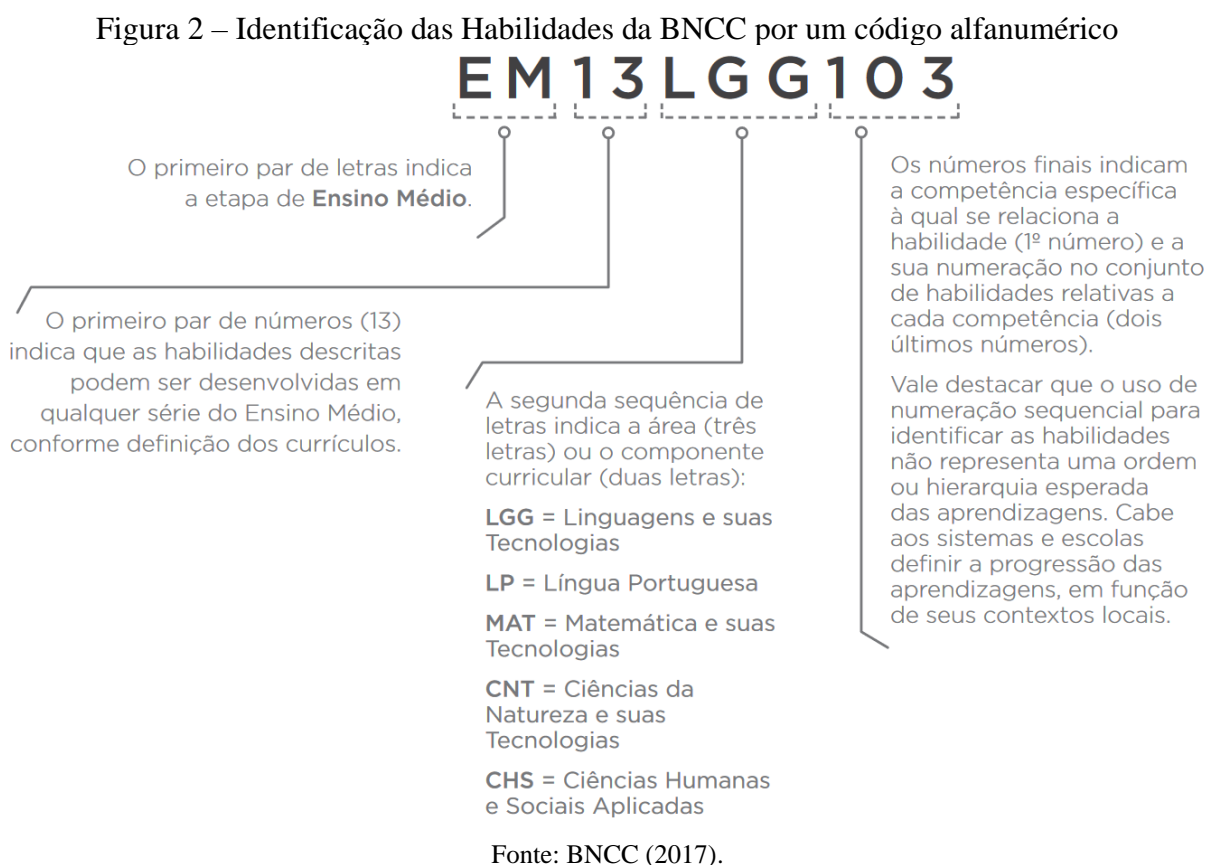 Figura 2 – Identificação das Habilidades da BNCC por um código alfanumérico
EM13LGG103
O primeiro par de letras indica
a etapa de Ensino Médio.
O primeiro par de números (13)
indica que as habilidades descritas
podem ser desenvolvidas em
qualquer série do Ensino Médio,
conforme definição dos currículos.
A segunda sequência de
letras indica a área (três
letras) ou o componente
curricular (duas letras):
LGG = Linguagens e suas
Tecnologias
LP = Língua Portuguesa
MAT = Matemática e suas
Tecnologias
CNT = Ciências da
Natureza e suas
Tecnologias
CHS = Ciências Humanas
e Sociais Aplicadas
Os números finais indicam
a competência específica
à qual se relaciona a
habilidade (1º número) e a
sua numeração no conjunto
de habilidades relativas a
cada competência (dois
últimos números).
Vale destacar que o uso de
numeração sequencial para
identificar as habilidades
não representa uma ordem
ou hierarquia esperada
das aprendizagens. Cabe
aos sistemas e escolas
definir a progressão das
aprendizagens, em função
de seus contextos locais.
Fonte: BNCC (2017).